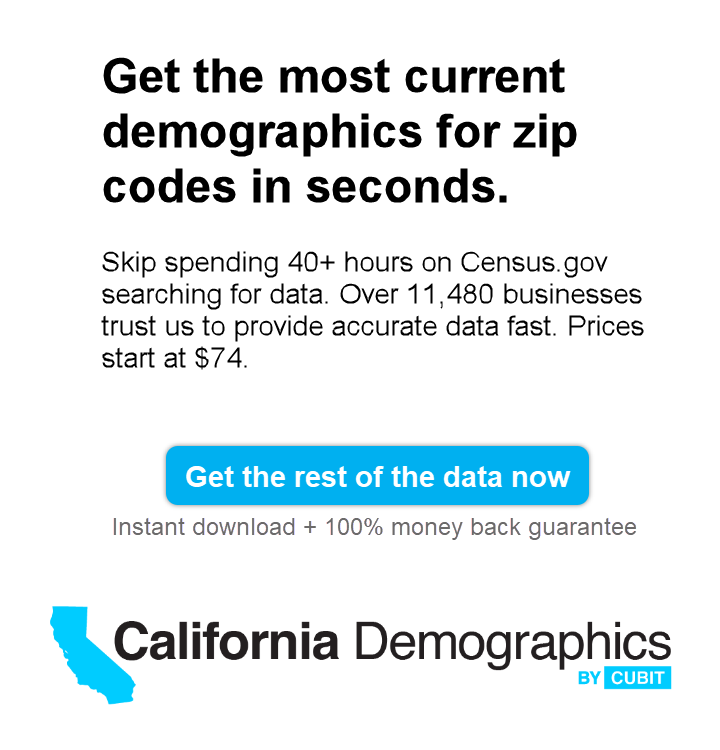 Get the most current
demographics for zip
codes in seconds.
Skip spending 40+ hours on Census.gov
searching for data. Over 11,480 businesses
trust us to provide accurate data fast. Prices
start at $74.
Get the rest of the data now
Instant download + 100% money back guarantee
California Demographics
BY CUBIT